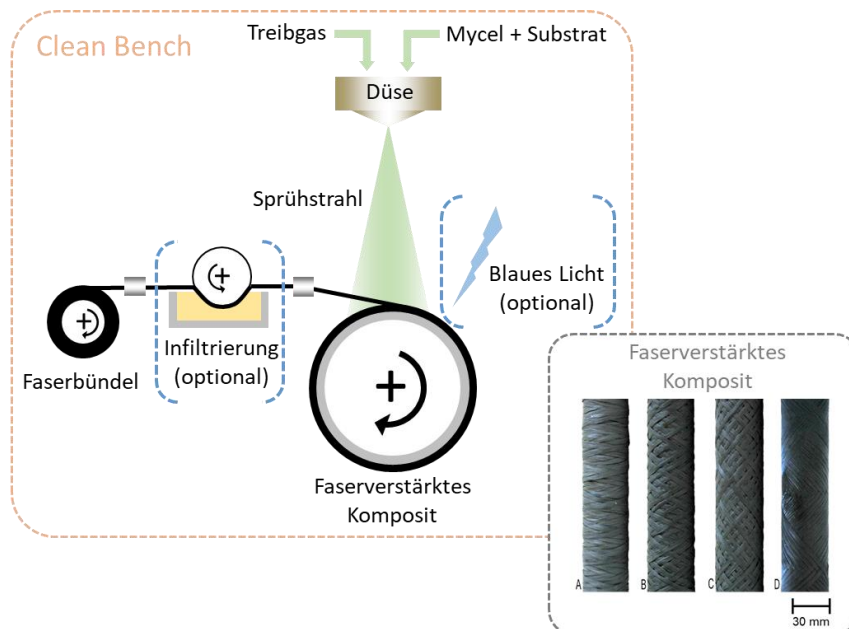 Clean Bench
Treibgas
Mycel + Substrat
Düse
Sprühstrahl
Blaues Licht
(optional)
Infiltrierung
(optional)
Faserbündel
Faserverstärktes
Komposit
Faserverstärktes
Komposit
A B C D
30 mm